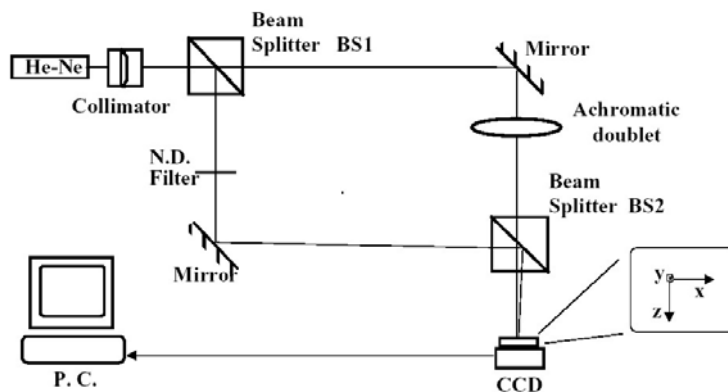 Beam
Splitter BS1
Mirror
He-Ne
Collimator
Achromatic
doublet
N.D.
Filter
Beam
Splitter BS2
Mirror
y
x
z
P. C.
CCD